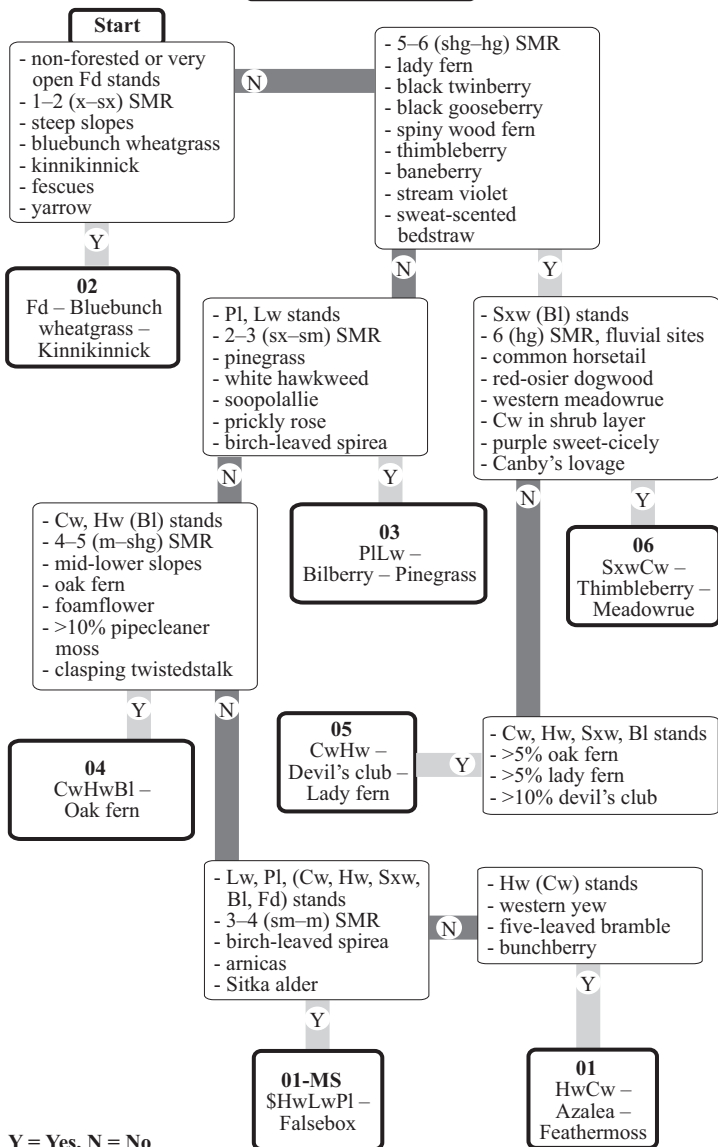 Start
- non-forested or very
open Fd stands
- 1–2 (x–sx) SMR
- steep slopes
- bluebunch wheatgrass
- kinnikinnick
- fescues
- yarrow
N
- 5–6 (shg–hg) SMR
- lady fern
- black twinberry
- black gooseberry
- spiny wood fern
- thimbleberry
- baneberry
- stream violet
- sweat-scented
bedstraw
Y
N
Y
02
Fd – Bluebunch
wheatgrass –
Kinnikinnick
- Pl, Lw stands
- 2–3 (sx–sm) SMR
- pinegrass
- white hawkweed
- soopolallie
- prickly rose
- birch-leaved spirea
- Sxw (Bl) stands
- 6 (hg) SMR, fluvial sites
- common horsetail
- red-osier dogwood
- western meadowrue
- Cw in shrub layer
- purple sweet-cicely
- Canby's lovage
N
Y
N
Y
- Cw, Hw (Bl) stands
- 4–5 (m–shg) SMR
- mid-lower slopes
- oak fern
- foamflower
- >10% pipecleaner
moss
- clasping twistedstalk
03
PlLw –
Bilberry – Pinegrass
06
SxwCw –
Thimbleberry –
Meadowrue
Y
N
04
CwHwBl –
Oak fern
05
CwHw –
Devil's club –
Lady fern
Y
- Cw, Hw, Sxw, Bl stands
- >5% oak fern
- >5% lady fern
- >10% devil's club
- Lw, Pl, (Cw, Hw, Sxw,
Bl, Fd) stands
- 3–4 (sm–m) SMR
- birch-leaved spirea
- arnicas
- Sitka alder
N
- Hw (Cw) stands
- western yew
- five-leaved bramble
- bunchberry
Y
Y
01-MS
$HwLwPl –
Falsebox
01
HwCw –
Azalea –
Feathermoss
Y = Yes, N = No